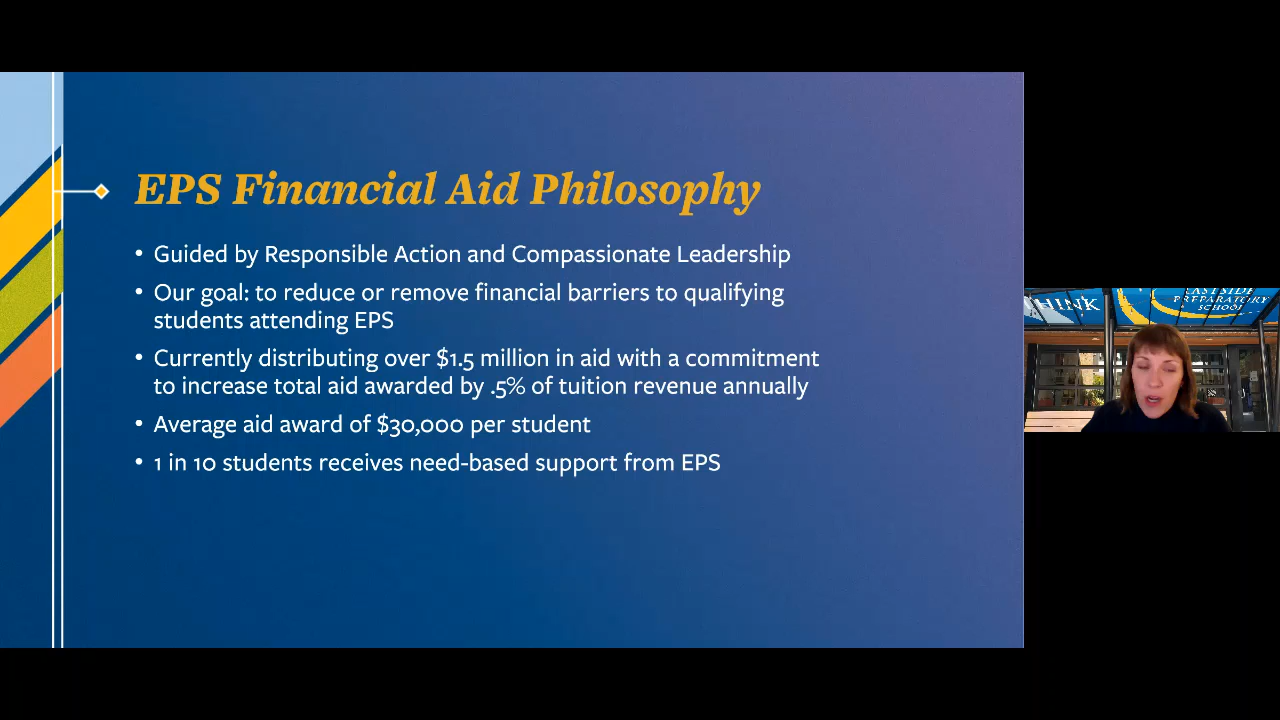 EPS Financial Aid Philosophy
• Guided by Responsible Action and Compassionate Leadership
• Our goal: to reduce or remove financial barriers to qualifying
students attending EPS
• Currently distributing over $1.5 million in aid with a commitment
to increase total aid awarded by .5% of tuition revenue annually
• Average aid award of $30,000 per student
• 1 in 10 students receives need-based support from EPS
HINK
EASTSIDE
PREPARATORY
SCHOOL